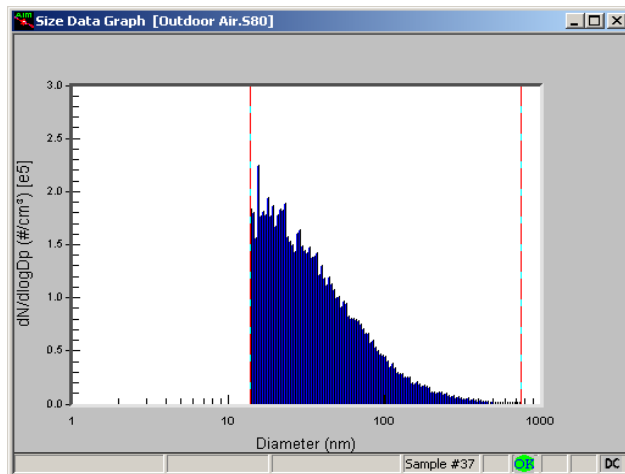 Size Data Graph [Outdoor Air.S80]
3.0
2.5
2.0
1.5
1.0
0.5
0.0
dN/dlogDp (#/cm³) [e5]
1 10 100 1000
Diameter (nm)
Sample #37 OK DC